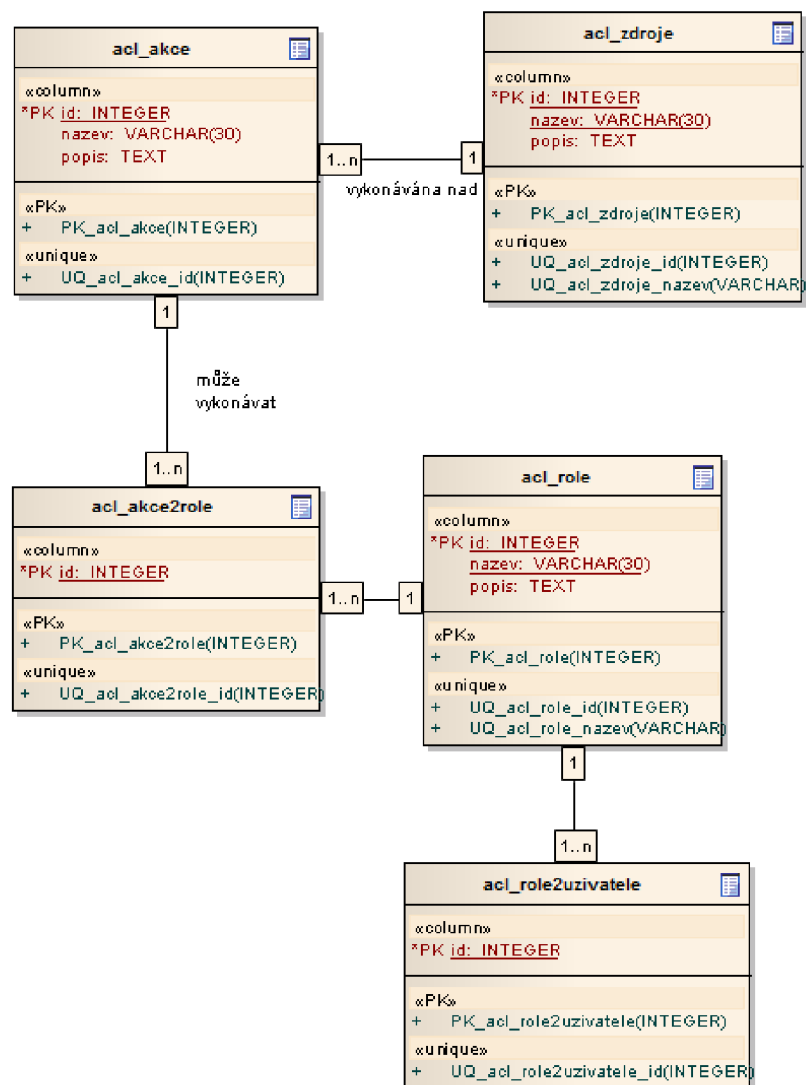 acl_akce
«column»
*PK id: INTEGER
nazev: VARCHAR(30)
popis: TEXT
«PK»
+ PK_acl_akce(INTEGER)
«unique»
+ UQ_acl_akce_id(INTEGER)
acl_zdroje
«column»
*PK id: INTEGER
nazev: VARCHAR(30)
popis: TEXT
«PK»
+ PK_acl_zdroje(INTEGER)
«unique»
+ UQ_acl_zdroje_id(INTEGER)
+ UQ_acl_zdroje_nazev(VARCHAR)
1..n
1
vykonávána nad
1
může
vykonávat
1..n
acl_akce2role
«column»
*PK id: INTEGER
«PK»
+ PK_acl_akce2role(INTEGER)
«unique»
+ UQ_acl_akce2role_id(INTEGER)
1..n
1
acl_role
«column»
*PK id: INTEGER
nazev: VARCHAR(30)
popis: TEXT
«PK»
+ PK_acl_role(INTEGER)
«unique»
+ UQ_acl_role_id(INTEGER)
+ UQ_acl_role_nazev(VARCHAR)
1
1..n
acl_role2uzivatele
«column»
*PK id: INTEGER
«PK»
+ PK_acl_role2uzivatele(INTEGER)
«unique»
+ UQ_acl_role2uzivatele_id(INTEGER)